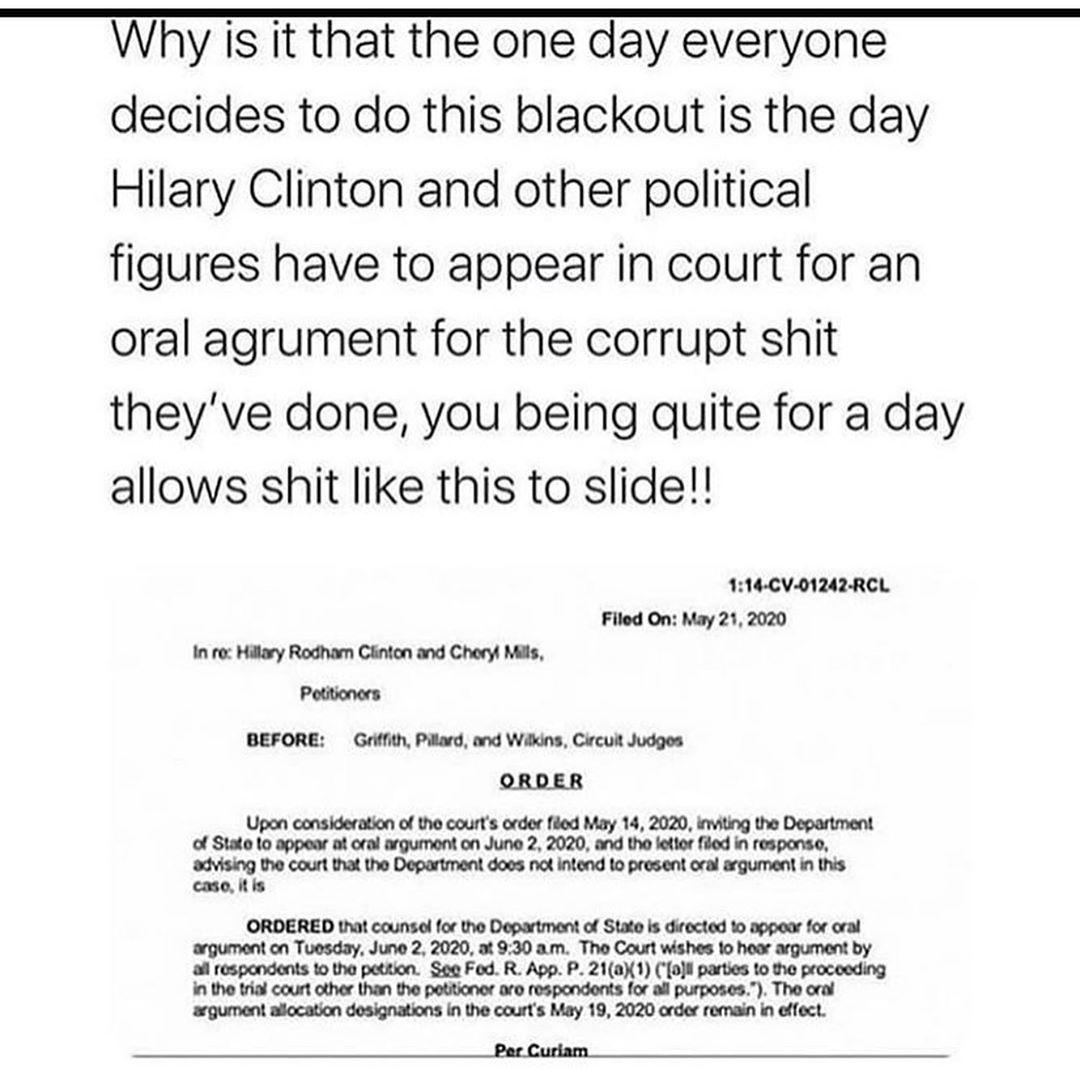 Why is it that the one day everyone
decides to do this blackout is the day
Hilary Clinton and other political
figures have to appear in court for an
oral agrument for the corrupt shit
they've done, you being quite for a day
allows shit like this to slide!!
1:14-CV-01242-RCL
Filed On: May 21, 2020
In re: Hillary Rodham Clinton and Cheryl Mills,
Petitioners
BEFORE: Griffith, Pillard, and Wilkins, Circuit Judges
ORDER
Upon consideration of the court's order filed May 14, 2020, inviting the Department
of State to appear at oral argument on June 2, 2020, and the letter filed in response,
advising the court that the Department does not intend to present oral argument in this
case, it is
ORDERED that counsel for the Department of State is directed to appear for oral
argument on Tuesday, June 2, 2020, at 9:30 a.m. The Court wishes to hear argument by
all respondents to the petition. See Fed. R. App. P. 21(a)(1) ("[a]ll parties to the proceeding
in the trial court other than the petitioner are respondents for all purposes."). The oral
argument allocation designations in the court's May 19, 2020 order remain in effect.
Per Curiam